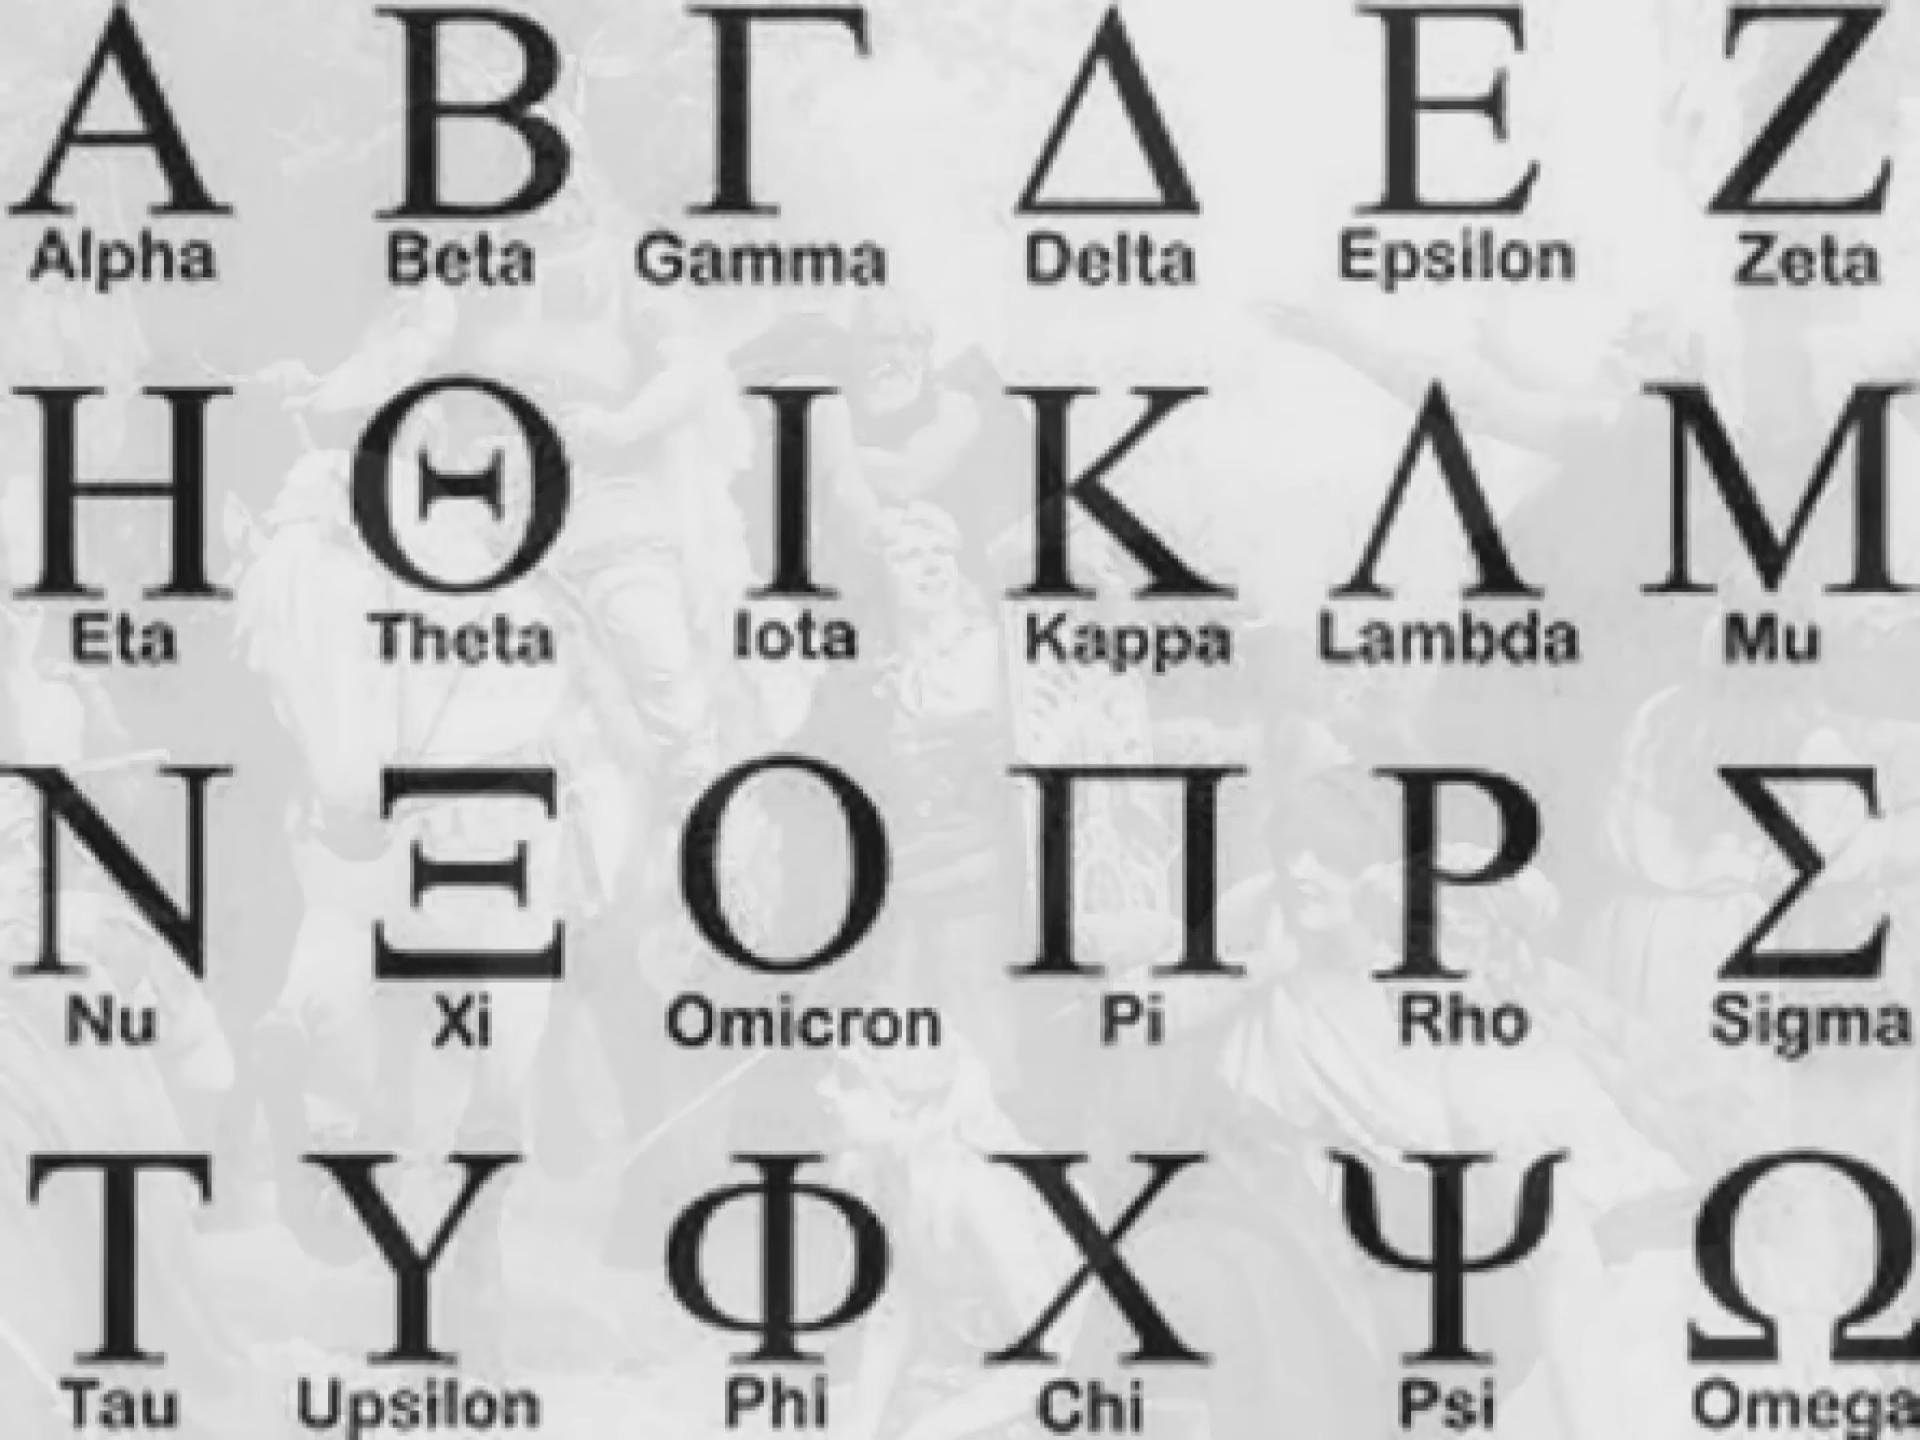 Α Β Γ Δ Ε Ζ
Alpha Beta Gamma Delta Epsilon Zeta
Η Θ Ι Κ Λ Μ
Eta Theta Iota Kappa Lambda Mu
Ν Ξ Ο Π Ρ Σ
Nu Xi Omicron Pi Rho Sigma
Τ Υ Φ Χ Ψ Ω
Tau Upsilon Phi Chi Psi Omega